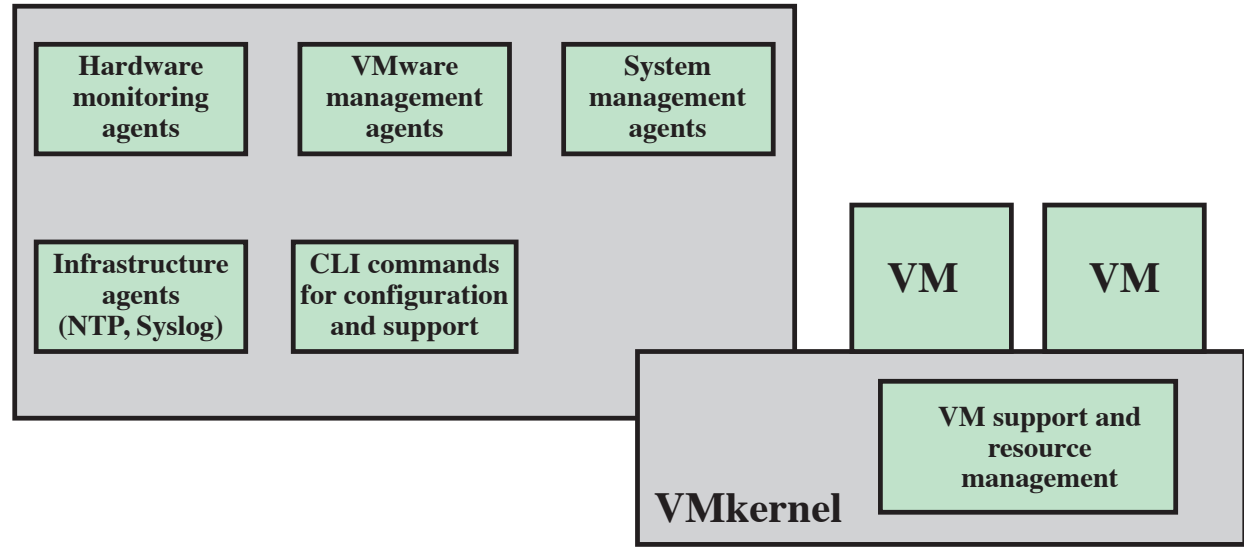 Hardware
monitoring
agents
VMware
management
agents
System
management
agents
Infrastructure
agents
(NTP, Syslog)
CLI commands
for configuration
and support
VM
VM
VM support and
resource
management
VMkernel